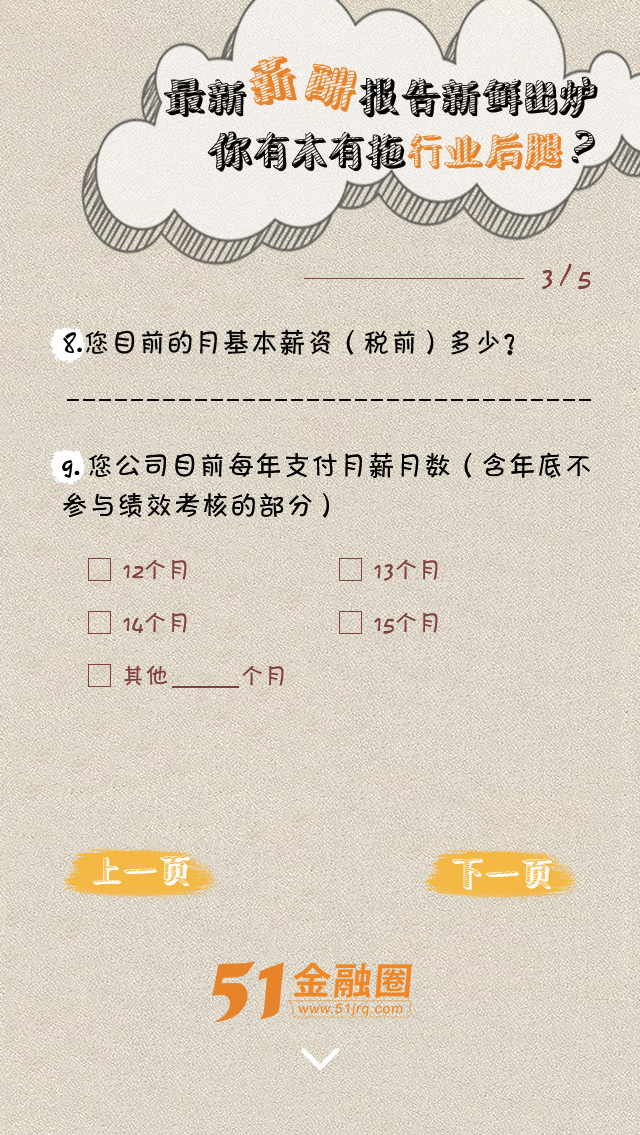 最新薪酬报告新鲜出炉
你有木有拖行业后腿？
3/5
8.您目前的月基本薪资（税前）多少？
9.您公司目前每年支付月薪月数（含年底不
参与绩效考核的部分）
12个月 13个月
14个月 15个月
其他______个月
上一页 下一页
51金融圈
www.51jrq.com